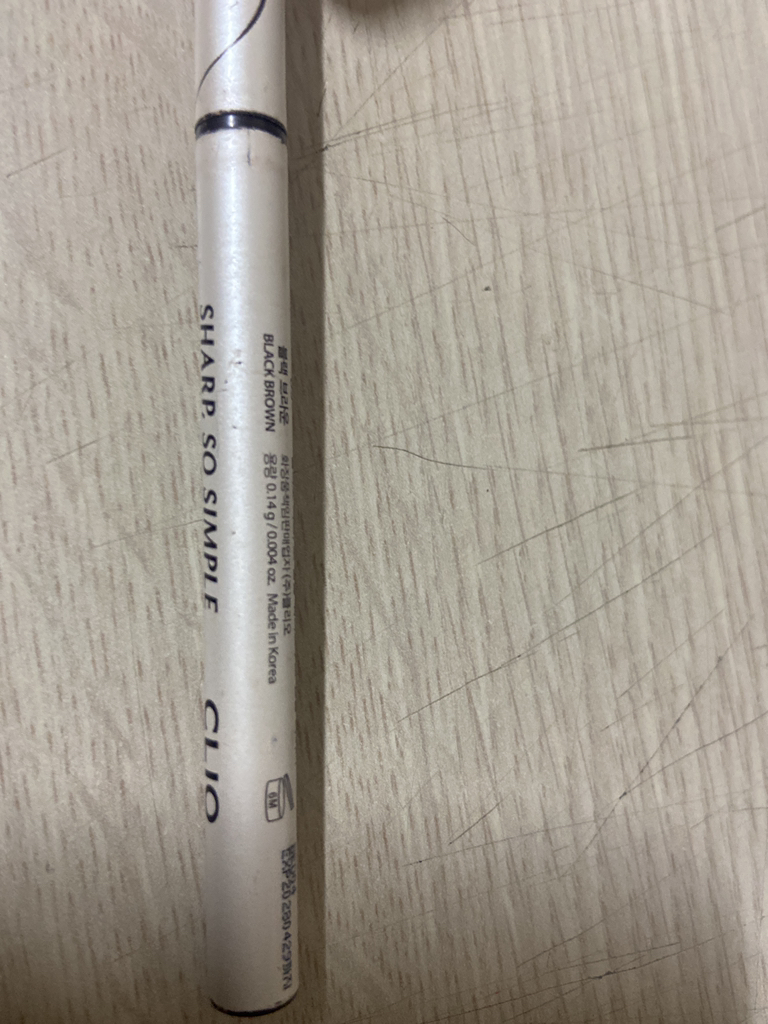 SHARP, SO SIMPLE CLIO
블랙 브라운
BLACK BROWN
화장품책임판매업자 (주)클리오
용량 0.14 g / 0.004 oz. Made in Korea
6M